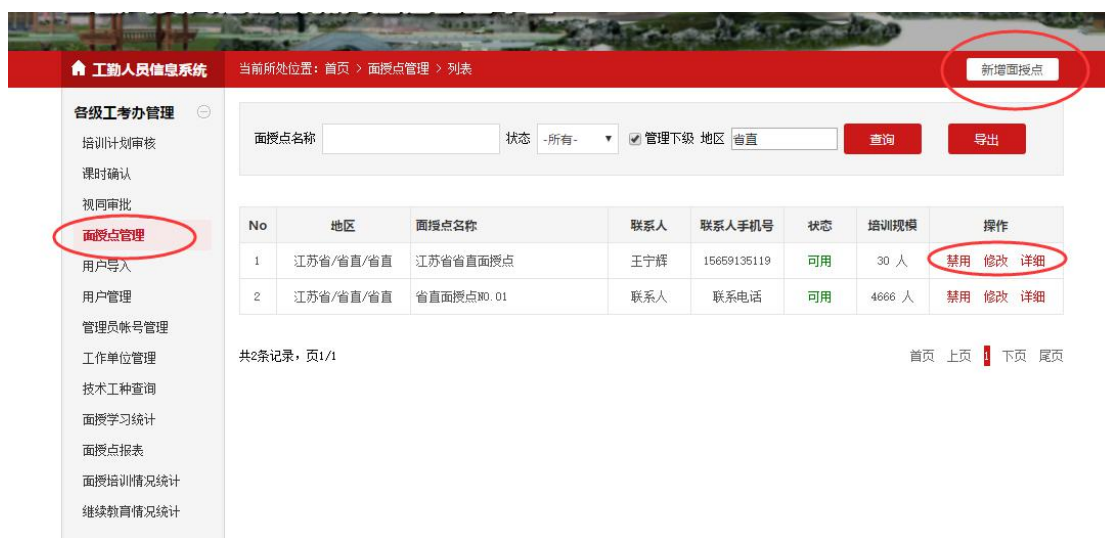 工勤人员信息系统 当前所处位置：首页 > 面授点管理 > 列表 新增面授点
各级工考办管理
培训计划审核
课时确认
视同审批
面授点管理
用户导入
用户管理
管理员帐号管理
工作单位管理
技术工种查询
面授学习统计
面授点报表
面授培训情况统计
继续教育情况统计
面授点名称 状态 -所有- 管理下级 地区 省直 查询 导出
No 地区 面授点名称 联系人 联系人手机号 状态 培训规模 操作
1 江苏省/省直/省直 江苏省省直面授点 王宁辉 15659135119 可用 30 人 禁用 修改 详细
2 江苏省/省直/省直 省直面授点NO.01 联系人 联系电话 可用 4666 人 禁用 修改 详细
共2条记录，页1/1 首页 上页 1 下页 尾页